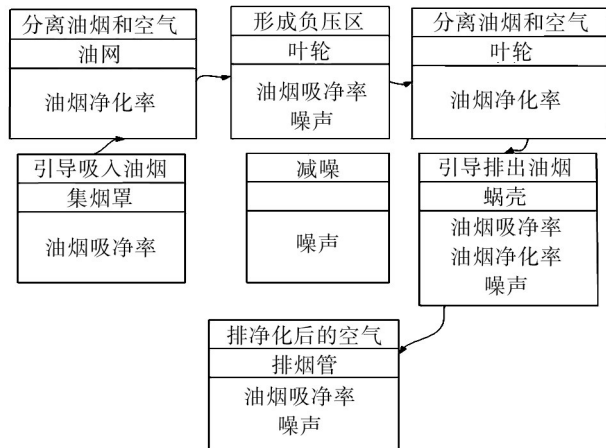 分离油烟和空气
油网
油烟净化率
形成负压区
叶轮
油烟吸净率
噪声
分离油烟和空气
叶轮
油烟净化率
引导吸入油烟
集烟罩
油烟吸净率
减噪
噪声
引导排出油烟
蜗壳
油烟吸净率
油烟净化率
噪声
排净化后的空气
排烟管
油烟吸净率
噪声